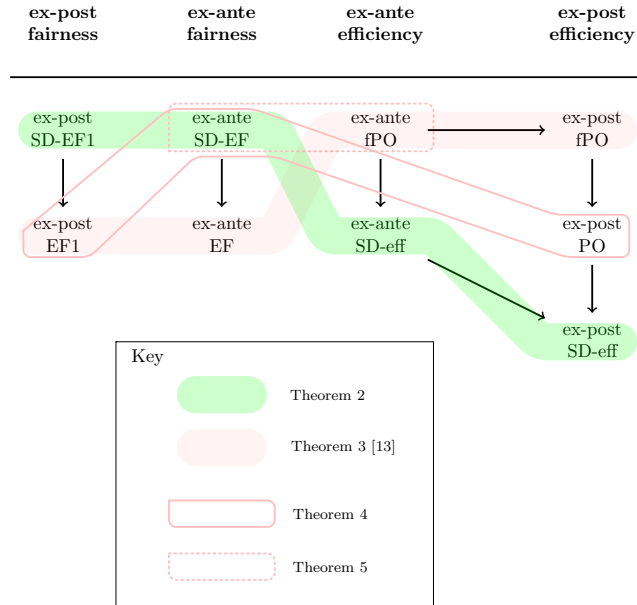 ex-post ex-ante ex-ante ex-post
fairness fairness efficiency efficiency
ex-post ex-ante ex-ante ex-post
SD-EF1 SD-EF fPO fPO
ex-post ex-ante ex-ante ex-post
EF1 EF SD-eff PO
ex-post
SD-eff
Key
Theorem 2
Theorem 3 [13]
Theorem 4
Theorem 5